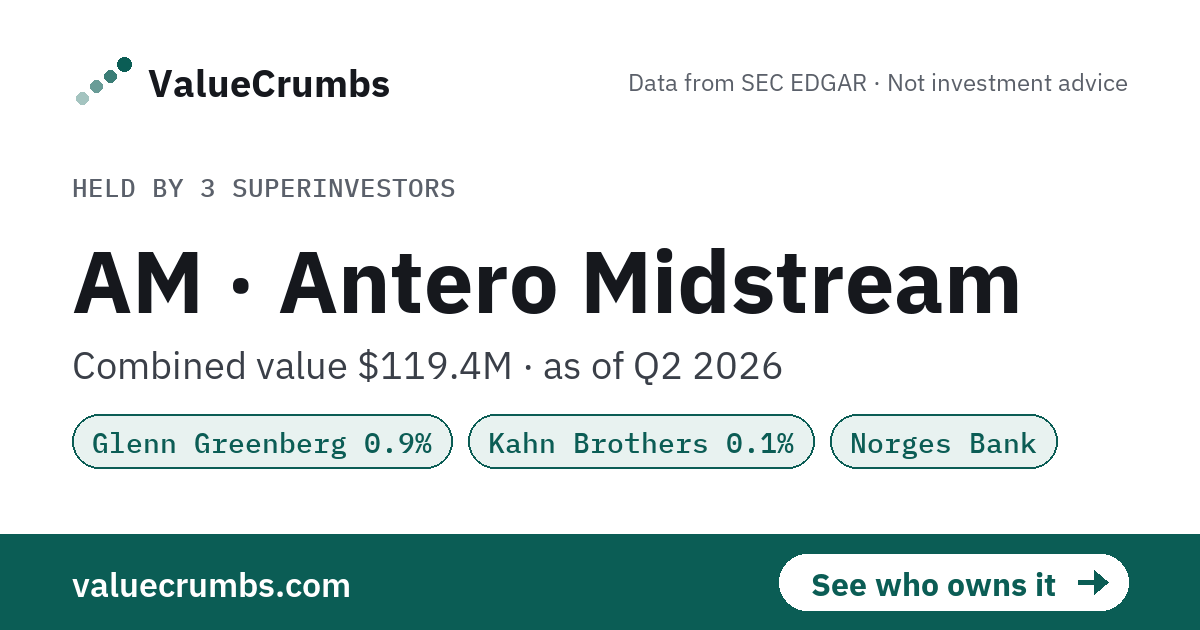 ValueCrumbs
Data from SEC EDGAR · Not investment advice
HELD BY 3 SUPERINVESTORS
AM · Antero Midstream
Combined value $119.4M · as of Q2 2026
Glenn Greenberg 0.9%
Kahn Brothers 0.1%
Norges Bank
valuecrumbs.com
See who owns it →